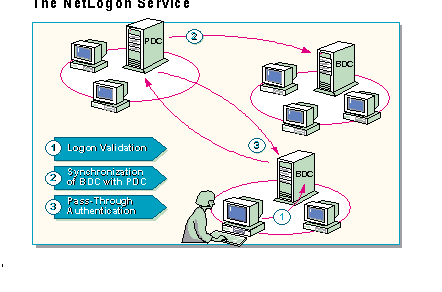 The NetLogon Service
PDC
2
BDC
1 Logon Validation
3
2 Synchronization
of BDC with PDC
BDC
3 Pass-Through
Authentication
1